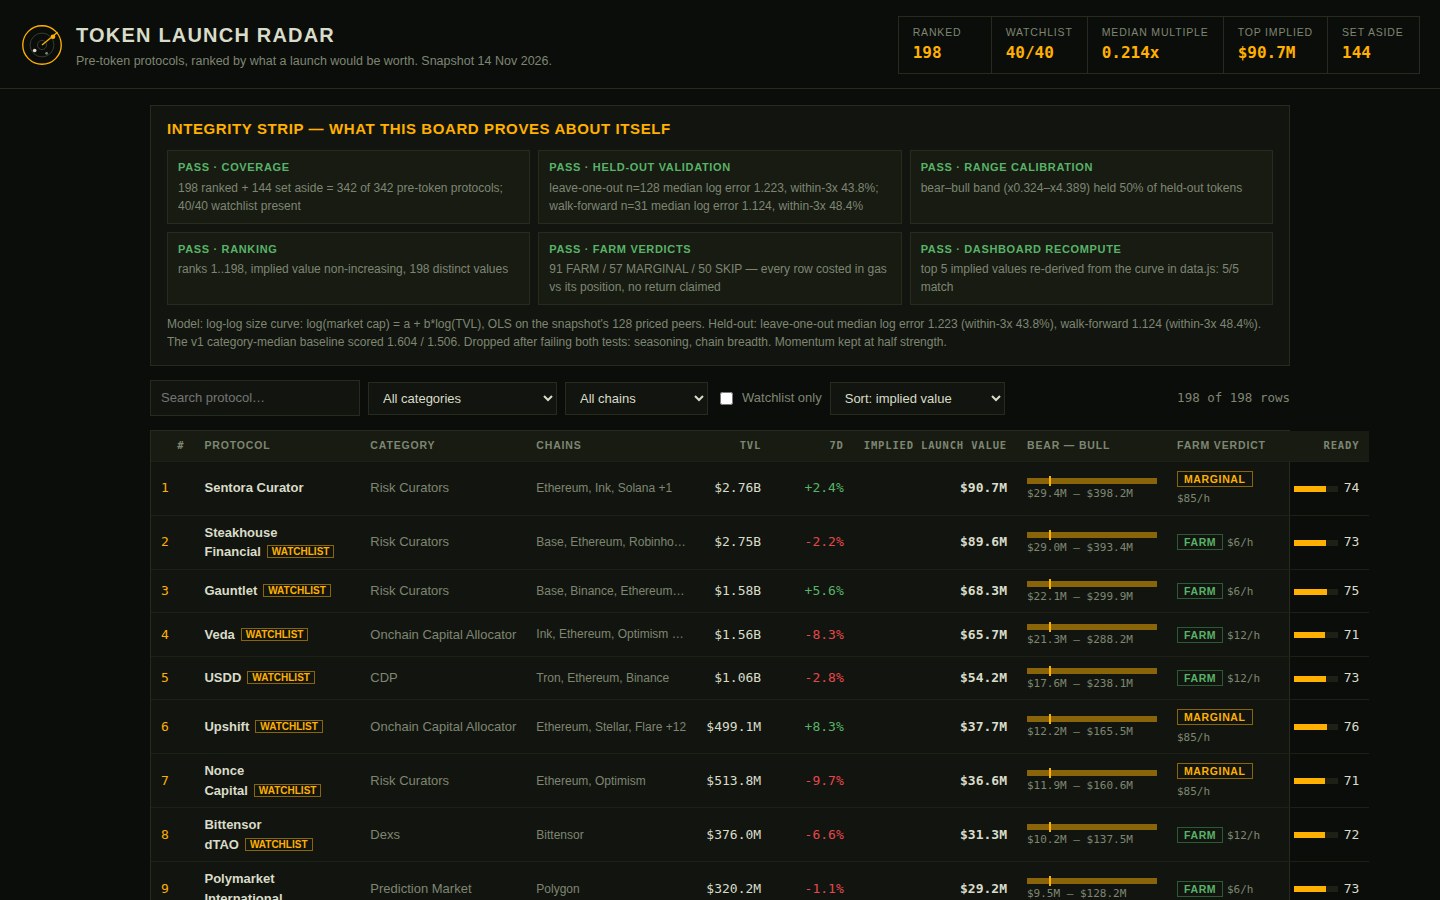 TOKEN LAUNCH RADAR
Pre-token protocols, ranked by what a launch would be worth. Snapshot 14 Nov 2026.
RANKED
198
WATCHLIST
40/40
MEDIAN MULTIPLE
0.214x
TOP IMPLIED
$90.7M
SET ASIDE
144
INTEGRITY STRIP — WHAT THIS BOARD PROVES ABOUT ITSELF
PASS · COVERAGE
198 ranked + 144 set aside = 342 of 342 pre-token protocols;
40/40 watchlist present
PASS · HELD-OUT VALIDATION
leave-one-out n=128 median log error 1.223, within-3x 43.8%;
walk-forward n=31 median log error 1.124, within-3x 48.4%
PASS · RANGE CALIBRATION
bear–bull band (x0.324–x4.389) held 50% of held-out tokens
PASS · RANKING
ranks 1..198, implied value non-increasing, 198 distinct values
PASS · FARM VERDICTS
91 FARM / 57 MARGINAL / 50 SKIP — every row costed in gas
vs its position, no return claimed
PASS · DASHBOARD RECOMPUTE
top 5 implied values re-derived from the curve in data.js: 5/5
match
Model: log-log size curve: log(market cap) = a + b*log(TVL), OLS on the snapshot's 128 priced peers. Held-out: leave-one-out median log error 1.223 (within-3x 43.8%), walk-forward 1.124 (within-3x 48.4%).
The v1 category-median baseline scored 1.604 / 1.506. Dropped after failing both tests: seasoning, chain breadth. Momentum kept at half strength.
Search protocol… All categories All chains Watchlist only Sort: implied value 198 of 198 rows
# PROTOCOL CATEGORY CHAINS TVL 7D IMPLIED LAUNCH VALUE BEAR — BULL FARM VERDICT READY
1 Sentora Curator Risk Curators Ethereum, Ink, Solana +1 $2.76B +2.4% $90.7M $29.4M — $398.2M MARGINAL $85/h 74
2 Steakhouse Financial WATCHLIST Risk Curators Base, Ethereum, Robinho… $2.75B -2.2% $89.6M $29.0M — $393.4M FARM $6/h 73
3 Gauntlet WATCHLIST Risk Curators Base, Binance, Ethereum… $1.58B +5.6% $68.3M $22.1M — $299.9M FARM $6/h 75
4 Veda WATCHLIST Onchain Capital Allocator Ink, Ethereum, Optimism … $1.56B -8.3% $65.7M $21.3M — $288.2M FARM $12/h 71
5 USDD WATCHLIST CDP Tron, Ethereum, Binance $1.06B -2.8% $54.2M $17.6M — $238.1M FARM $12/h 73
6 Upshift WATCHLIST Onchain Capital Allocator Ethereum, Stellar, Flare +12 $499.1M +8.3% $37.7M $12.2M — $165.5M MARGINAL $85/h 76
7 Nonce Capital WATCHLIST Risk Curators Ethereum, Optimism $513.8M -9.7% $36.6M $11.9M — $160.6M MARGINAL $85/h 71
8 Bittensor dTAO WATCHLIST Dexs Bittensor $376.0M -6.6% $31.3M $10.2M — $137.5M FARM $12/h 72
9 Polymarket International Prediction Market Polygon $320.2M -1.1% $29.2M $9.5M — $128.2M FARM $6/h 73